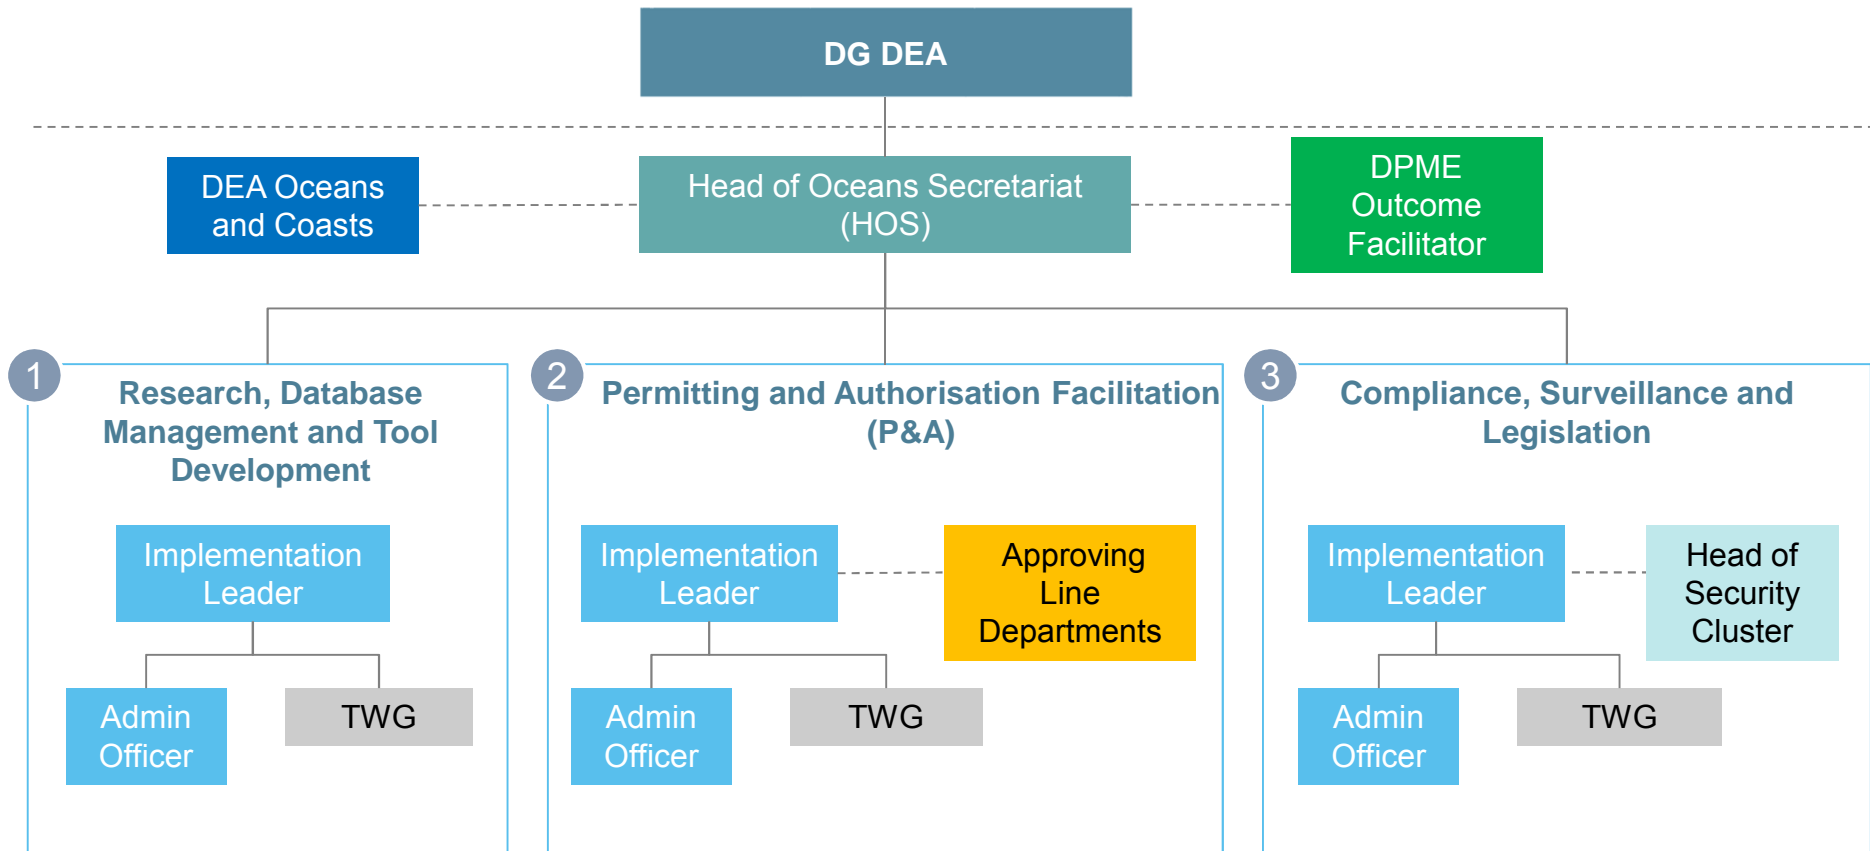 DG DEA
DEA Oceans
and Coasts
Head of Oceans Secretariat
(HOS)
DPME
Outcome
Facilitator
1
Research, Database
Management and Tool
Development
Implementation
Leader
Admin
Officer
TWG
2
Permitting and Authorisation Facilitation
(P&A)
Implementation
Leader
Approving
Line
Departments
Admin
Officer
TWG
3
Compliance, Surveillance and
Legislation
Implementation
Leader
Head of
Security
Cluster
Admin
Officer
TWG